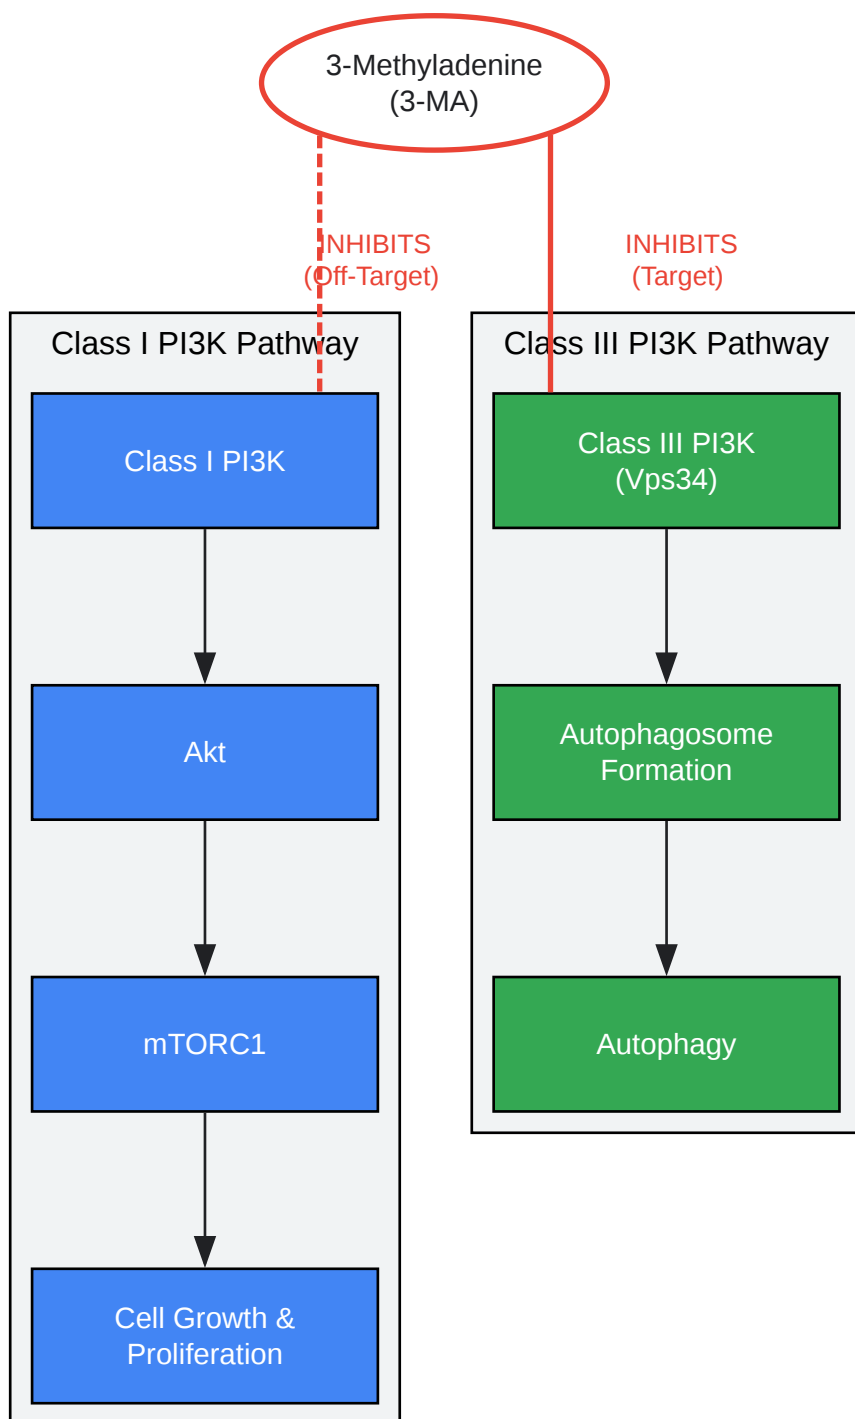 3-Methyladenine
(3-MA)
INHIBITS
(Off-Target)
INHIBITS
(Target)
Class I PI3K Pathway
Class I PI3K
Akt
mTORC1
Cell Growth &
Proliferation
Class III PI3K Pathway
Class III PI3K
(Vps34)
Autophagosome
Formation
Autophagy